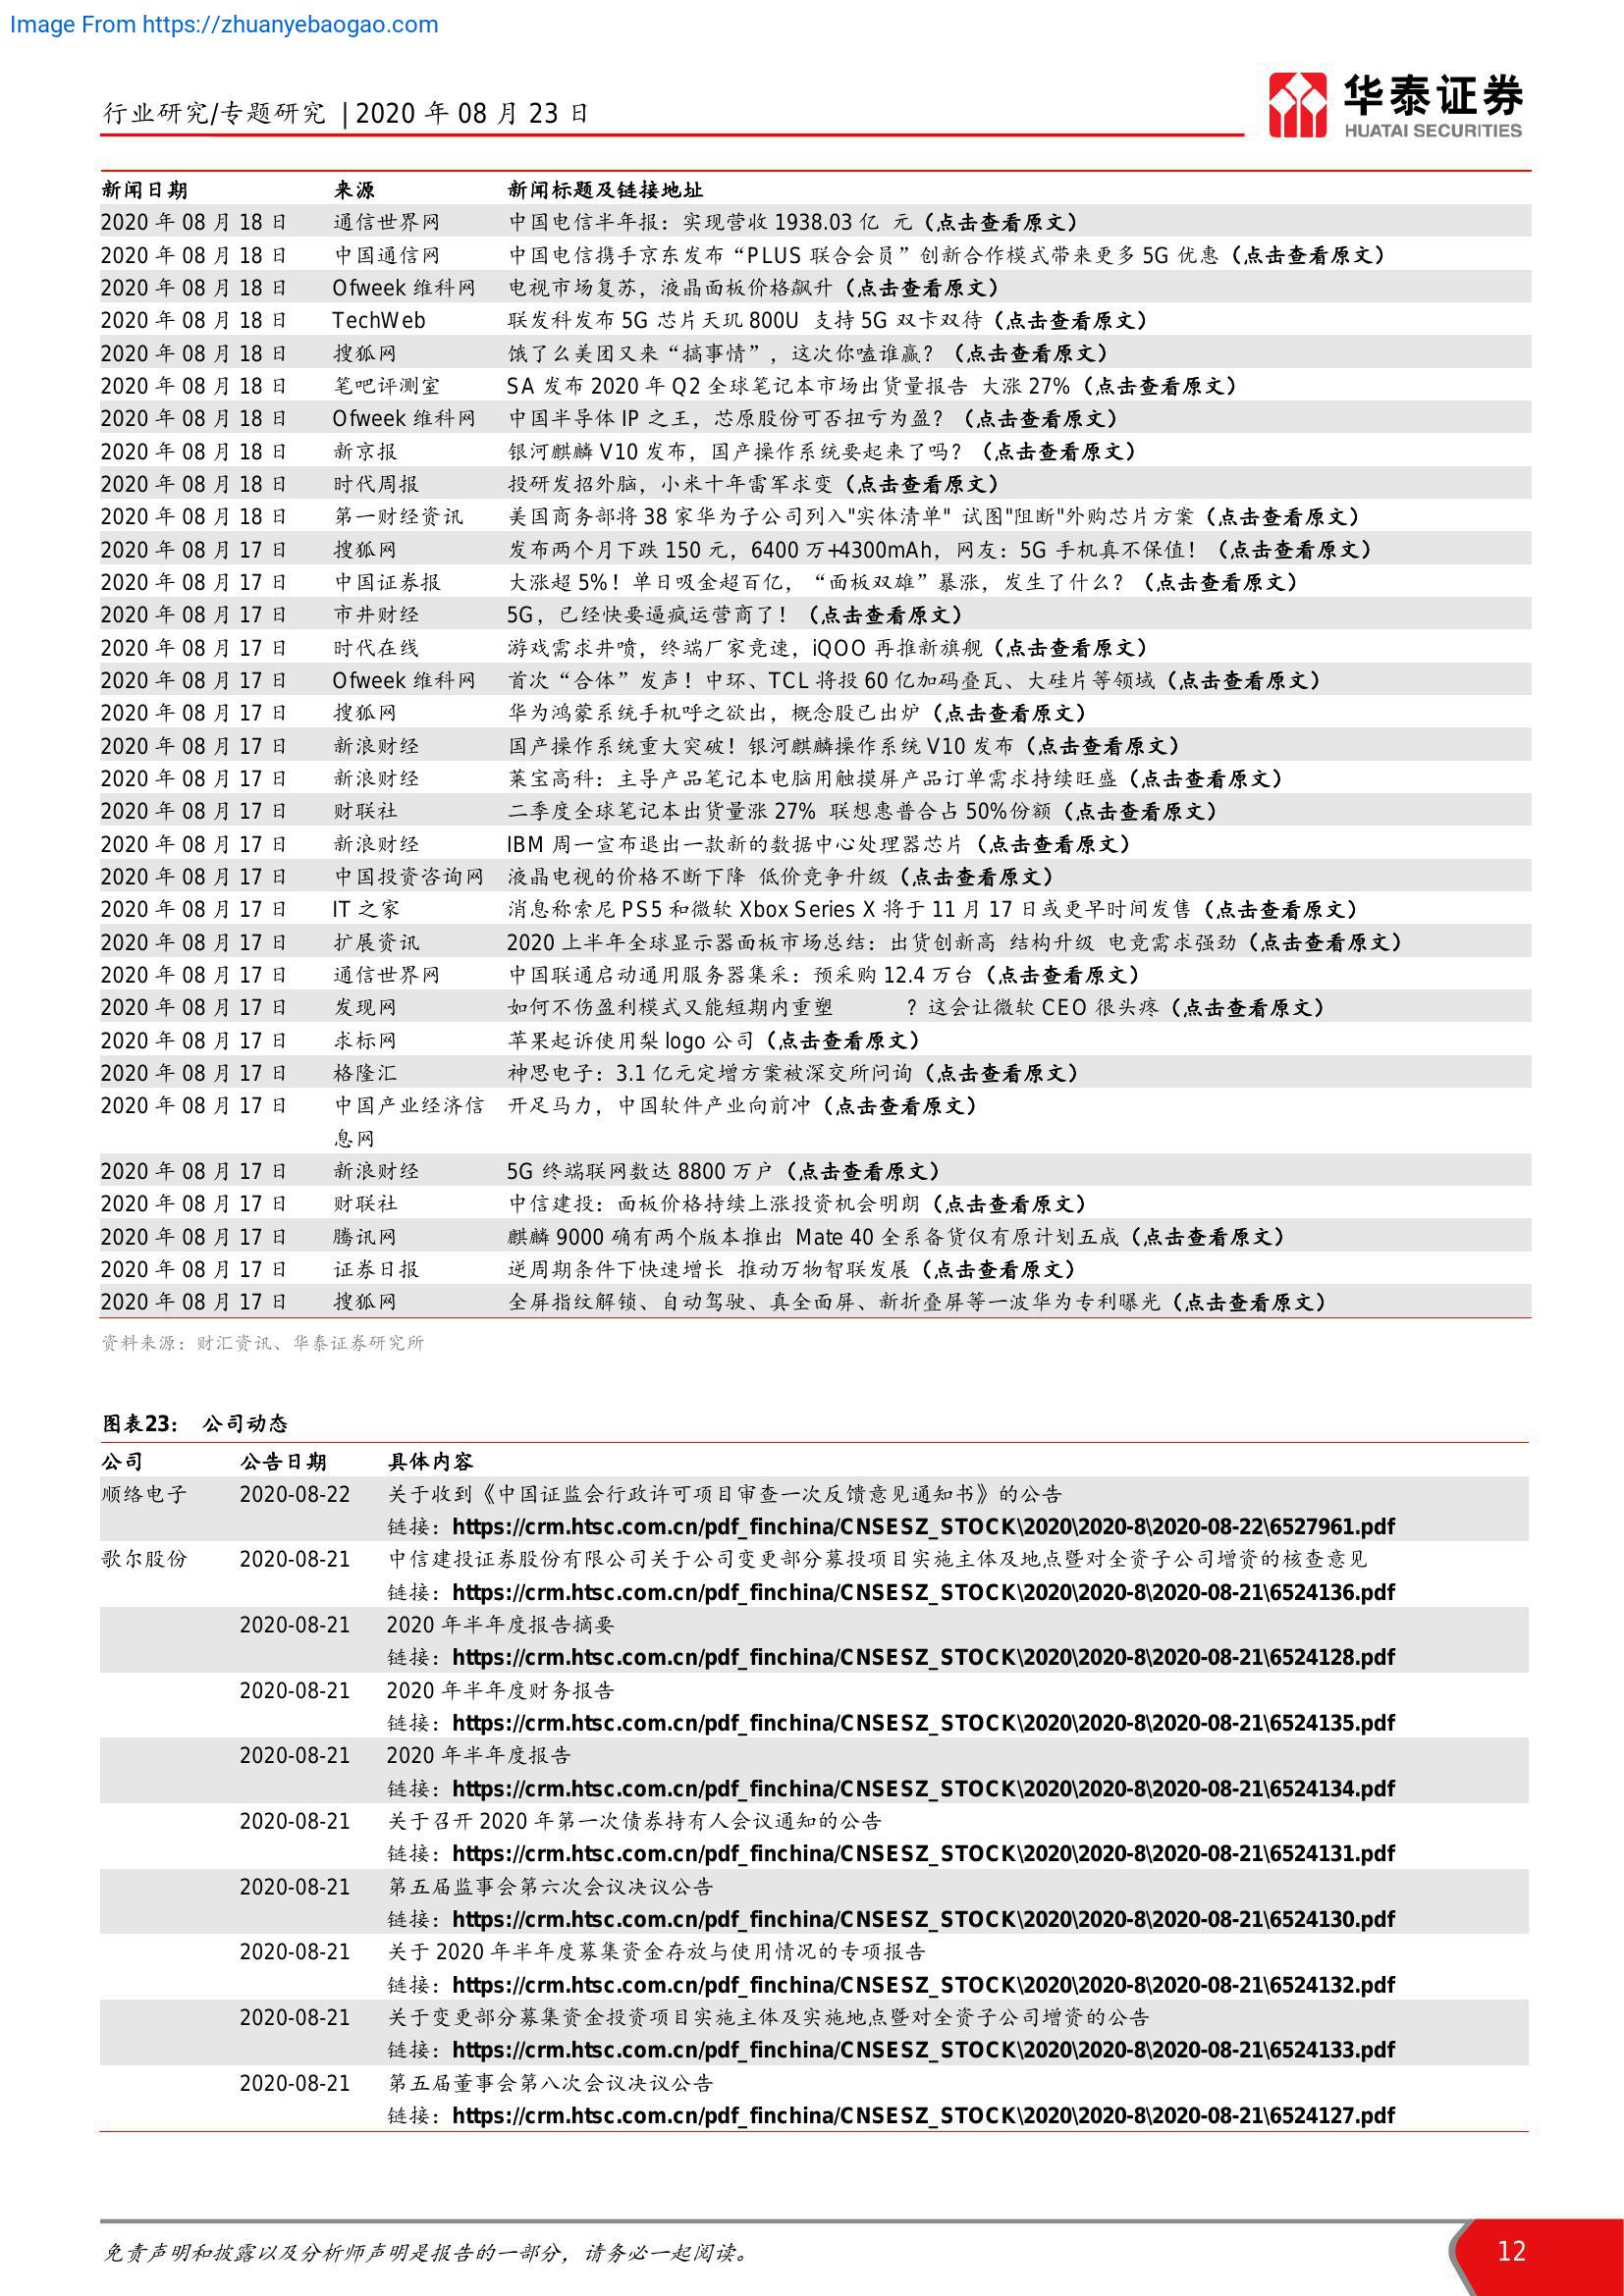 Image From https://zhuanyebaogao.com
行业研究/专题研究 | 2020 年 08 月 23 日
华泰证券
HUATAI SECURITIES
新闻日期 来源 新闻标题及链接地址
2020 年 08 月 18 日 通信世界网 中国电信半年报：实现营收 1938.03 亿 元（点击查看原文）
2020 年 08 月 18 日 中国通信网 中国电信携手京东发布“PLUS 联合会员”创新合作模式带来更多 5G 优惠（点击查看原文）
2020 年 08 月 18 日 Ofweek 维科网 电视市场复苏，液晶面板价格飙升（点击查看原文）
2020 年 08 月 18 日 TechWeb 联发科发布 5G 芯片天玑 800U 支持 5G 双卡双待（点击查看原文）
2020 年 08 月 18 日 搜狐网 饿了么美团又来“搞事情”，这次你嗑谁赢？（点击查看原文）
2020 年 08 月 18 日 笔吧评测室 SA 发布 2020 年 Q2 全球笔记本市场出货量报告 大涨 27%（点击查看原文）
2020 年 08 月 18 日 Ofweek 维科网 中国半导体 IP 之王，芯原股份可否扭亏为盈？（点击查看原文）
2020 年 08 月 18 日 新京报 银河麒麟 V10 发布，国产操作系统要起来了吗？（点击查看原文）
2020 年 08 月 18 日 时代周报 投研发招外脑，小米十年雷军求变（点击查看原文）
2020 年 08 月 18 日 第一财经资讯 美国商务部将 38 家华为子公司列入"实体清单" 试图"阻断"外购芯片方案（点击查看原文）
2020 年 08 月 17 日 搜狐网 发布两个月下跌 150 元，6400 万+4300mAh，网友：5G 手机真不保值！（点击查看原文）
2020 年 08 月 17 日 中国证券报 大涨超 5%！单日吸金超百亿，“面板双雄”暴涨，发生了什么？（点击查看原文）
2020 年 08 月 17 日 市井财经 5G，已经快要逼疯运营商了！（点击查看原文）
2020 年 08 月 17 日 时代在线 游戏需求井喷，终端厂家竞速，iQOO 再推新旗舰（点击查看原文）
2020 年 08 月 17 日 Ofweek 维科网 首次“合体”发声！中环、TCL 将投 60 亿加码叠瓦、大硅片等领域（点击查看原文）
2020 年 08 月 17 日 搜狐网 华为鸿蒙系统手机呼之欲出，概念股已出炉（点击查看原文）
2020 年 08 月 17 日 新浪财经 国产操作系统重大突破！银河麒麟操作系统 V10 发布（点击查看原文）
2020 年 08 月 17 日 新浪财经 莱宝高科：主导产品笔记本电脑用触摸屏产品订单需求持续旺盛（点击查看原文）
2020 年 08 月 17 日 财联社 二季度全球笔记本出货量涨 27% 联想惠普合占 50%份额（点击查看原文）
2020 年 08 月 17 日 新浪财经 IBM 周一宣布退出一款新的数据中心处理器芯片（点击查看原文）
2020 年 08 月 17 日 中国投资咨询网 液晶电视的价格不断下降 低价竞争升级（点击查看原文）
2020 年 08 月 17 日 IT 之家 消息称索尼 PS5 和微软 Xbox Series X 将于 11 月 17 日或更早时间发售（点击查看原文）
2020 年 08 月 17 日 扩展资讯 2020 上半年全球显示器面板市场总结：出货创新高 结构升级 电竞需求强劲（点击查看原文）
2020 年 08 月 17 日 通信世界网 中国联通启动通用服务器集采：预采购 12.4 万台（点击查看原文）
2020 年 08 月 17 日 发现网 如何不伤盈利模式又能短期内重塑 ？这会让微软 CEO 很头疼（点击查看原文）
2020 年 08 月 17 日 求标网 苹果起诉使用梨 logo 公司（点击查看原文）
2020 年 08 月 17 日 格隆汇 神思电子：3.1 亿元定增方案被深交所问询（点击查看原文）
2020 年 08 月 17 日 中国产业经济信 开足马力，中国软件产业向前冲（点击查看原文）
息网
2020 年 08 月 17 日 新浪财经 5G 终端联网数达 8800 万户（点击查看原文）
2020 年 08 月 17 日 财联社 中信建投：面板价格持续上涨投资机会明朗（点击查看原文）
2020 年 08 月 17 日 腾讯网 麒麟 9000 确有两个版本推出 Mate 40 全系备货仅有原计划五成（点击查看原文）
2020 年 08 月 17 日 证券日报 逆周期条件下快速增长 推动万物智联发展（点击查看原文）
2020 年 08 月 17 日 搜狐网 全屏指纹解锁、自动驾驶、真全面屏、新折叠屏等一波华为专利曝光（点击查看原文）
资料来源：财汇资讯、华泰证券研究所
图表23： 公司动态
公司 公告日期 具体内容
顺络电子 2020-08-22 关于收到《中国证监会行政许可项目审查一次反馈意见通知书》的公告
链接：https://crm.htsc.com.cn/pdf_finchina/CNSESZ_STOCK\2020\2020-8\2020-08-22\6527961.pdf
歌尔股份 2020-08-21 中信建投证券股份有限公司关于公司变更部分募投项目实施主体及地点暨对全资子公司增资的核查意见
链接：https://crm.htsc.com.cn/pdf_finchina/CNSESZ_STOCK\2020\2020-8\2020-08-21\6524136.pdf
2020-08-21 2020 年半年度报告摘要
链接：https://crm.htsc.com.cn/pdf_finchina/CNSESZ_STOCK\2020\2020-8\2020-08-21\6524128.pdf
2020-08-21 2020 年半年度财务报告
链接：https://crm.htsc.com.cn/pdf_finchina/CNSESZ_STOCK\2020\2020-8\2020-08-21\6524135.pdf
2020-08-21 2020 年半年度报告
链接：https://crm.htsc.com.cn/pdf_finchina/CNSESZ_STOCK\2020\2020-8\2020-08-21\6524134.pdf
2020-08-21 关于召开 2020 年第一次债券持有人会议通知的公告
链接：https://crm.htsc.com.cn/pdf_finchina/CNSESZ_STOCK\2020\2020-8\2020-08-21\6524131.pdf
2020-08-21 第五届监事会第六次会议决议公告
链接：https://crm.htsc.com.cn/pdf_finchina/CNSESZ_STOCK\2020\2020-8\2020-08-21\6524130.pdf
2020-08-21 关于 2020 年半年度募集资金存放与使用情况的专项报告
链接：https://crm.htsc.com.cn/pdf_finchina/CNSESZ_STOCK\2020\2020-8\2020-08-21\6524132.pdf
2020-08-21 关于变更部分募集资金投资项目实施主体及实施地点暨对全资子公司增资的公告
链接：https://crm.htsc.com.cn/pdf_finchina/CNSESZ_STOCK\2020\2020-8\2020-08-21\6524133.pdf
2020-08-21 第五届董事会第八次会议决议公告
链接：https://crm.htsc.com.cn/pdf_finchina/CNSESZ_STOCK\2020\2020-8\2020-08-21\6524127.pdf
免责声明和披露以及分析师声明是报告的一部分，请务必一起阅读。 12